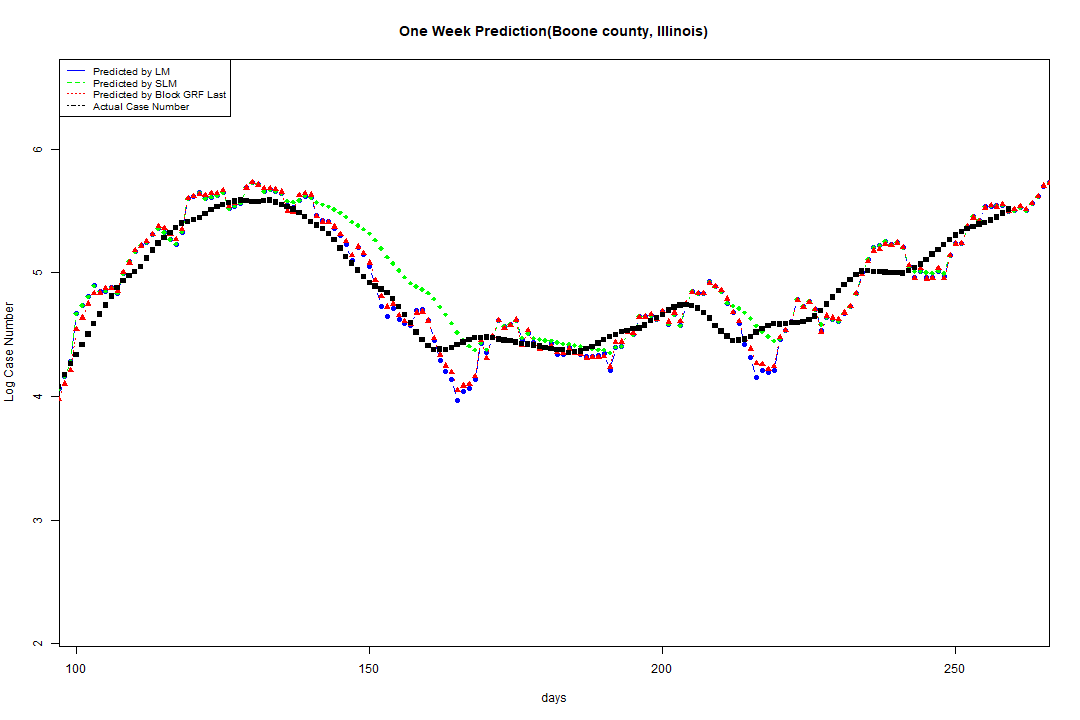 One Week Prediction(Boone county, Illinois)
Predicted by LM
Predicted by SLM
Predicted by Block GRF Last
Actual Case Number
6
5
4
3
2
Log Case Number
100 150 200 250
days